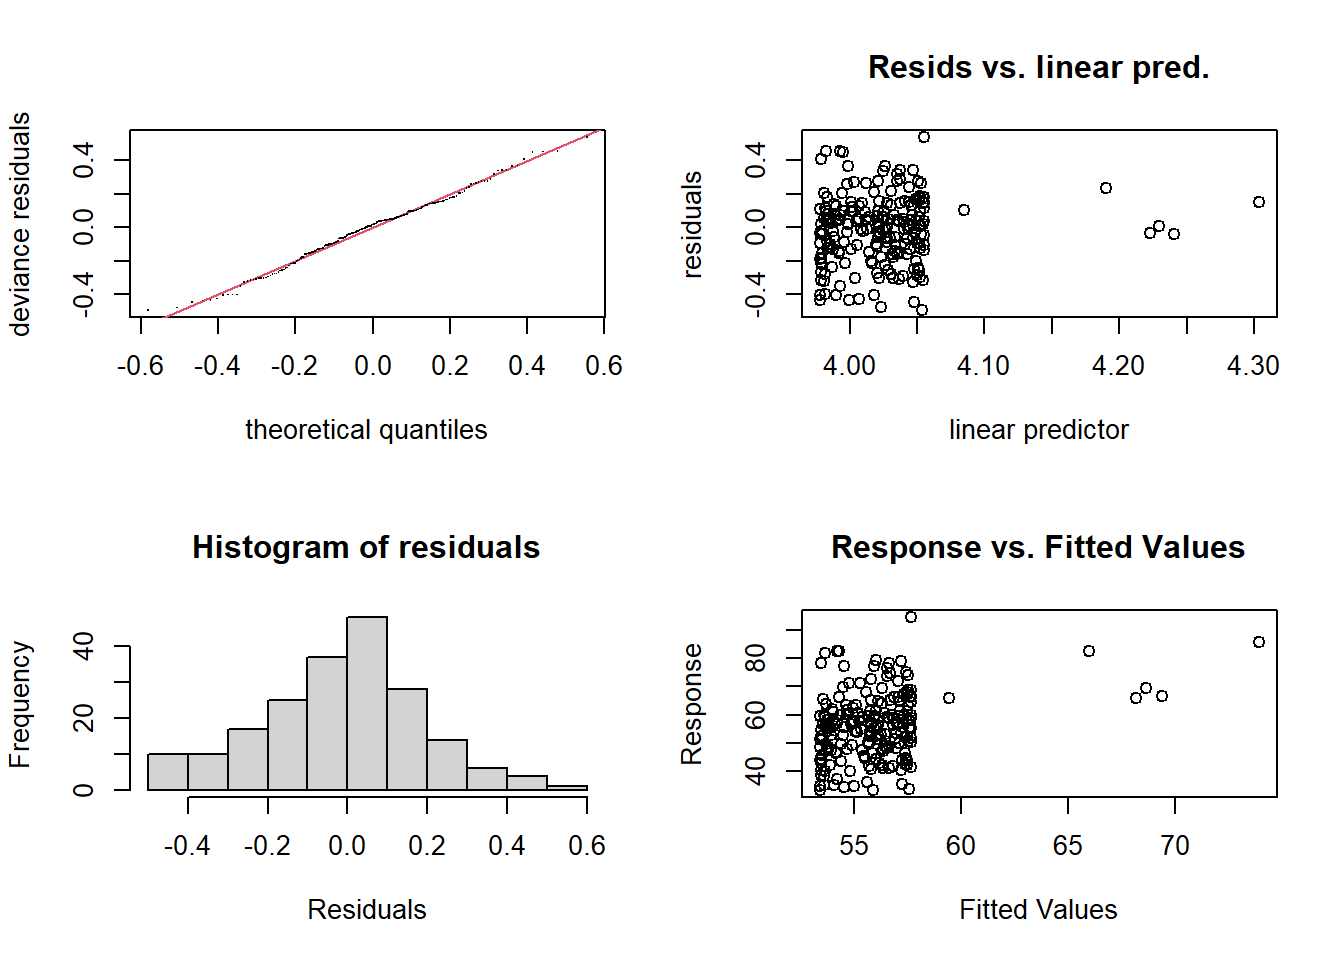 deviance residuals
-0.4 0.0 0.4
-0.6 -0.4 -0.2 0.0 0.2 0.4 0.6
theoretical quantiles
Resids vs. linear pred.
residuals
-0.4 0.0 0.4
4.00 4.10 4.20 4.30
linear predictor
Histogram of residuals
Frequency
0 20 40
-0.4 -0.2 0.0 0.2 0.4 0.6
Residuals
Response vs. Fitted Values
Response
40 60 80
55 60 65 70
Fitted Values